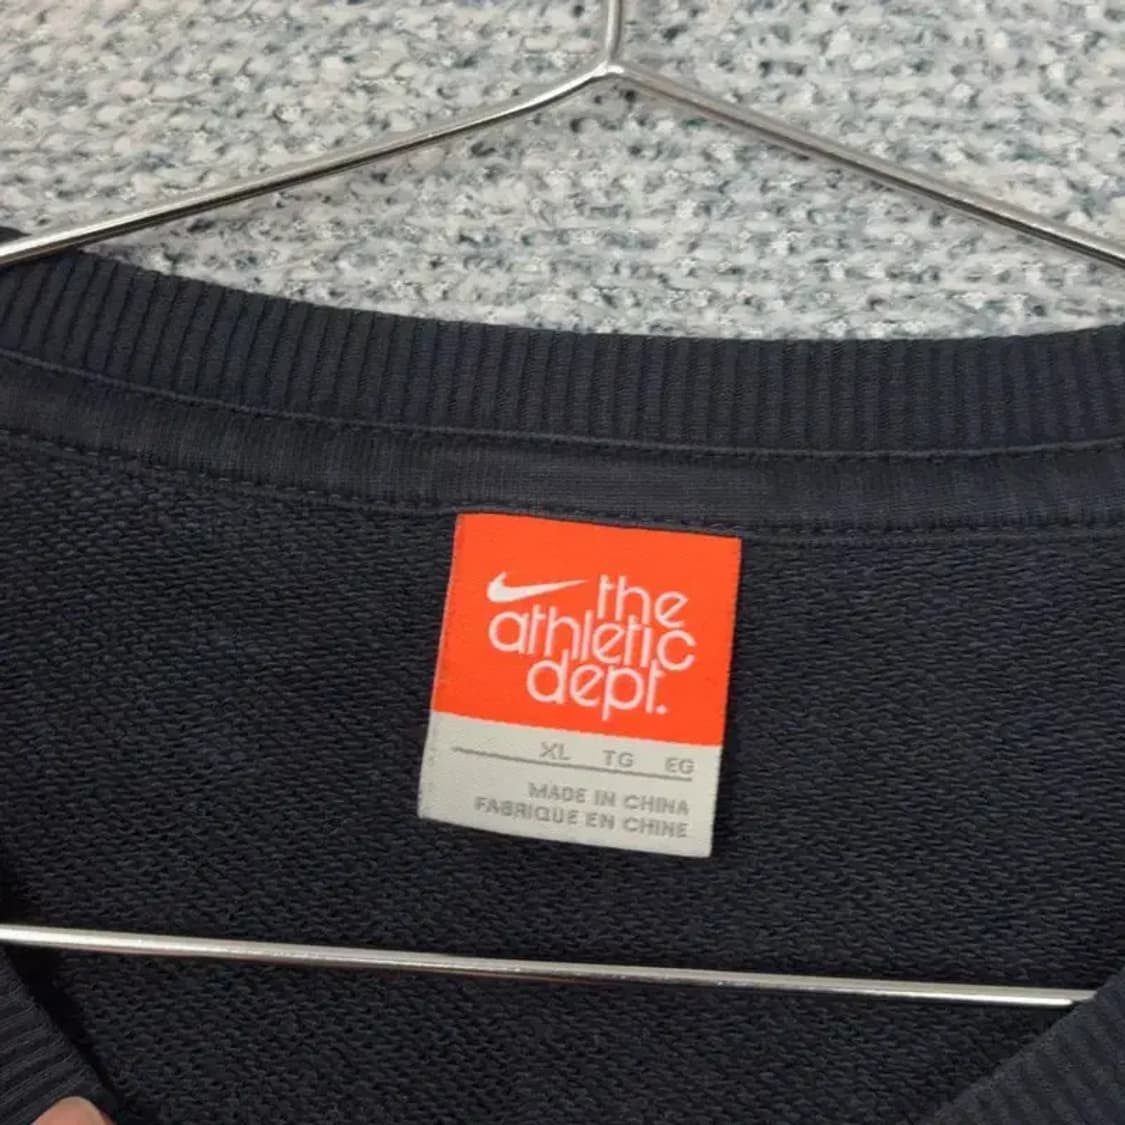 the
athletic
dept.
XL TG EG
MADE IN CHINA
FABRIQUE EN CHINE